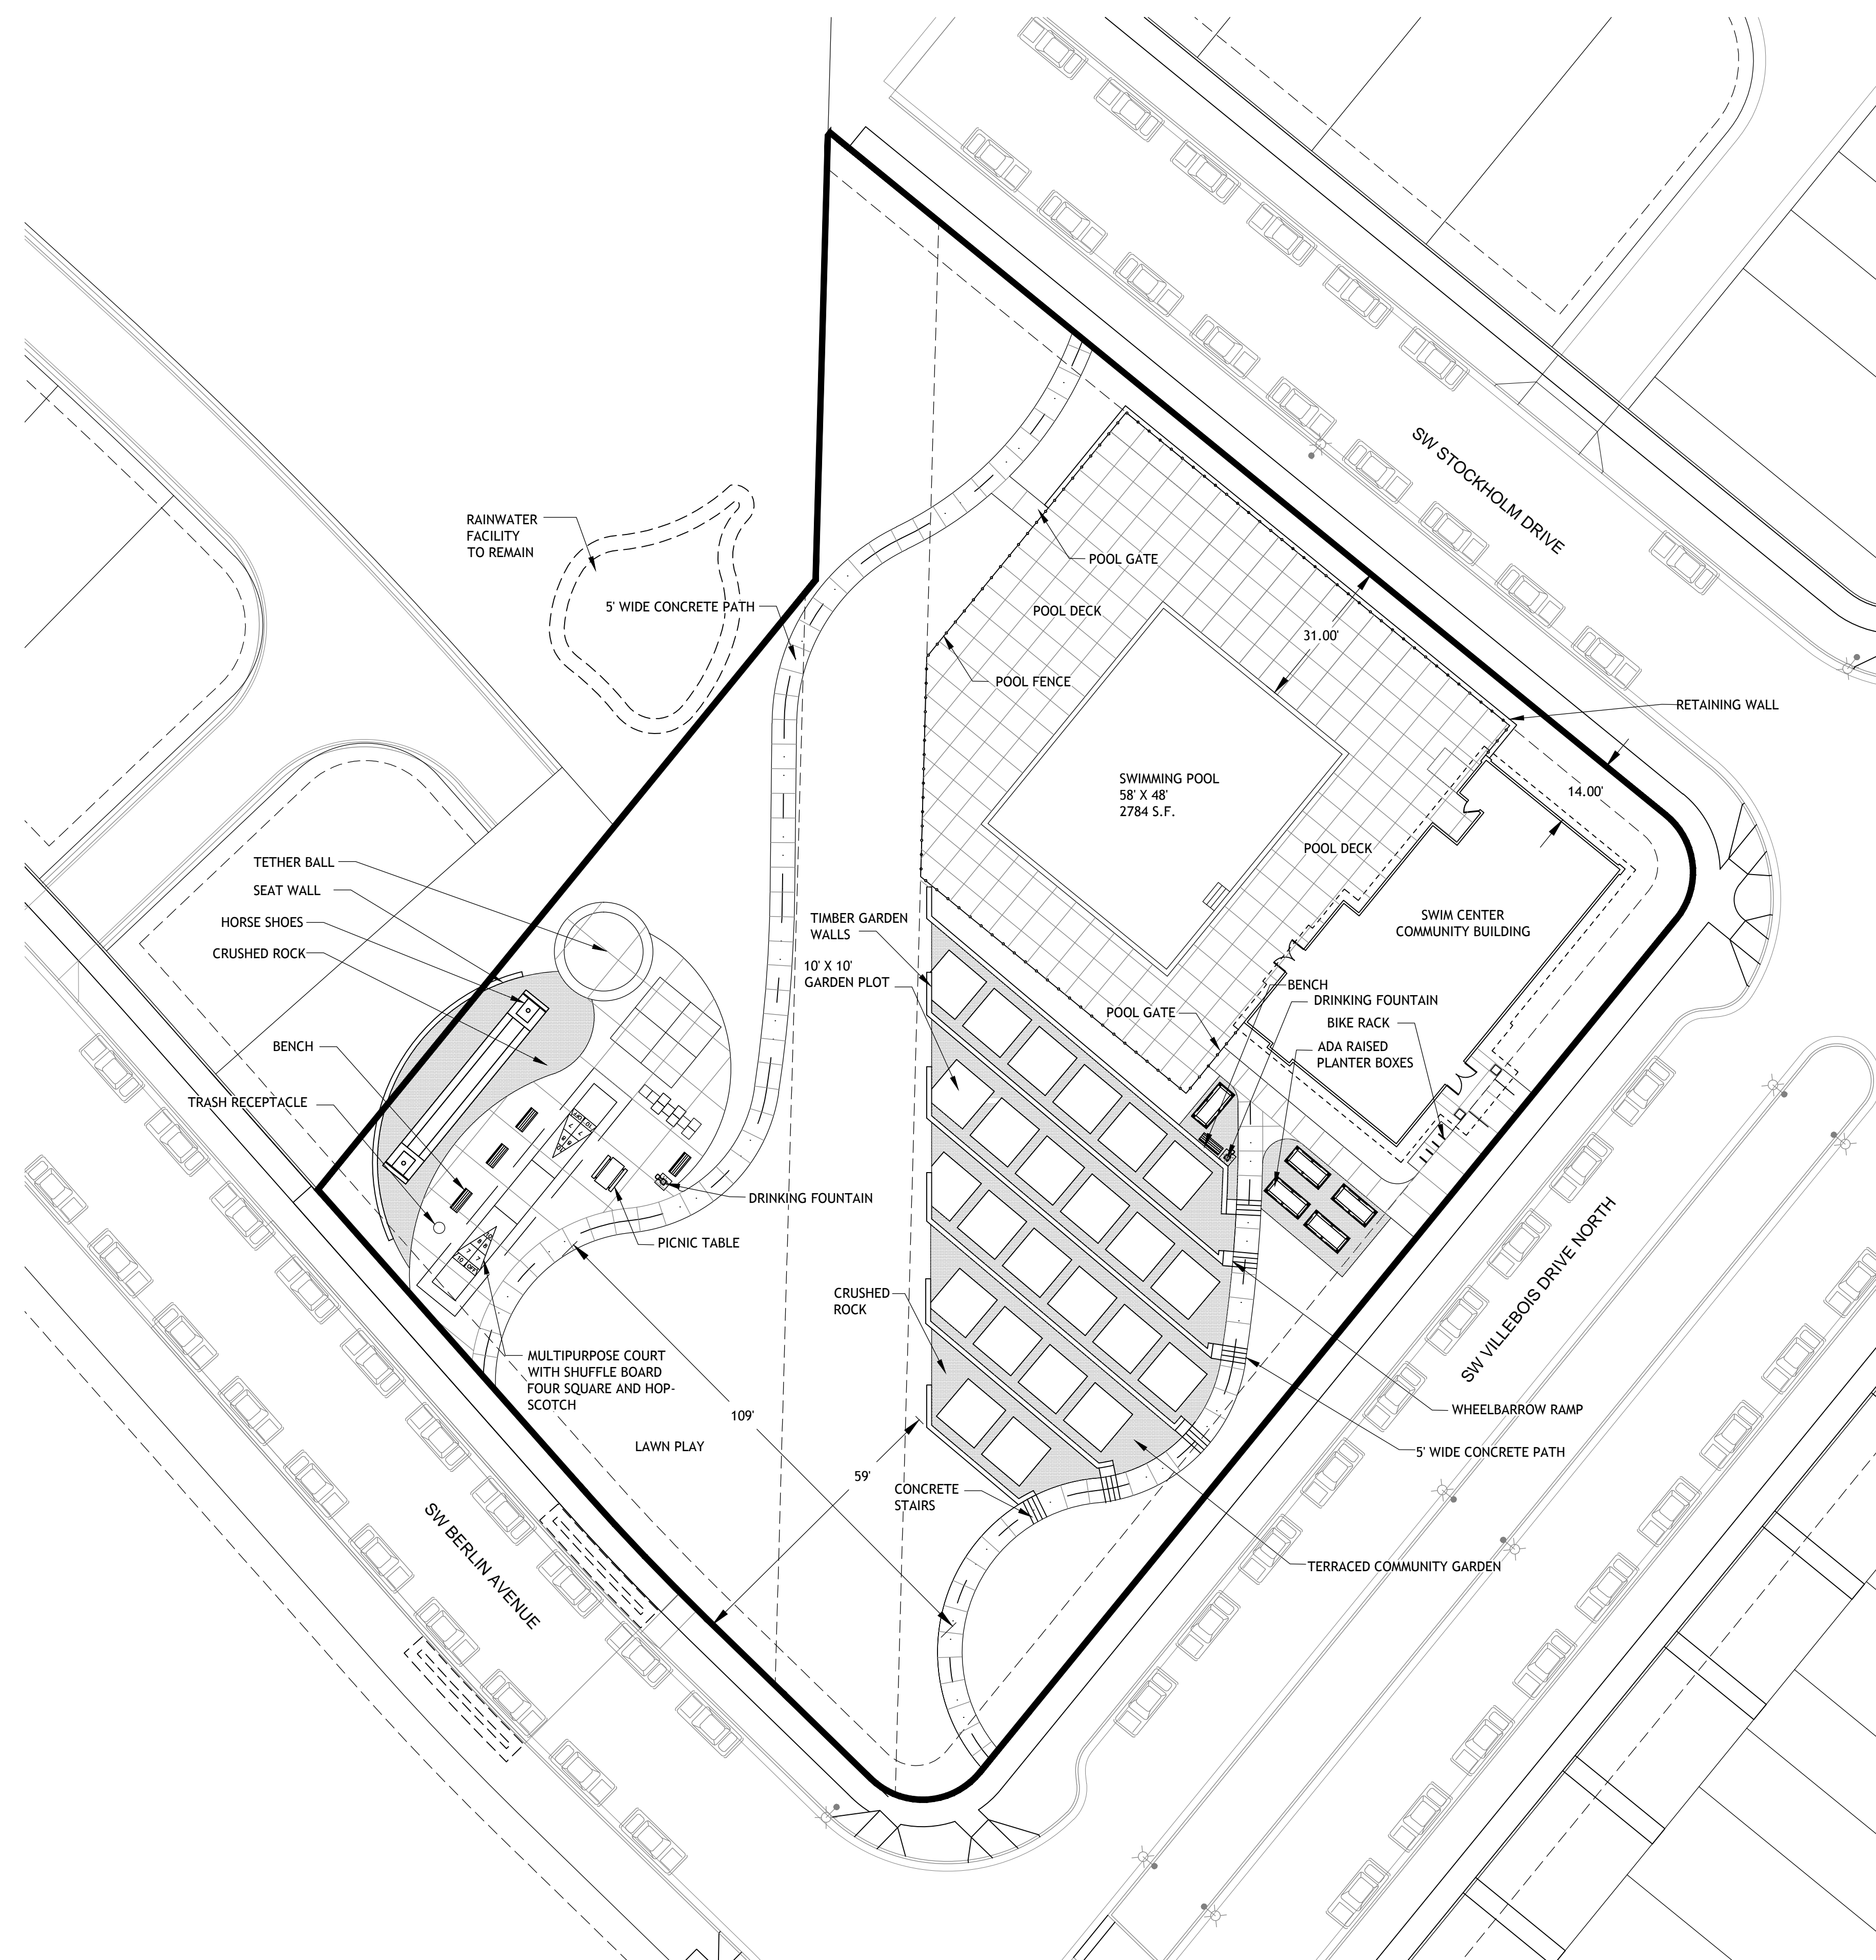 SW STOCKHOLM DRIVE
RAINWATER
FACILITY
TO REMAIN
POOL GATE
5' WIDE CONCRETE PATH
POOL DECK
31.00'
POOL FENCE
RETAINING WALL
SWIMMING POOL
58' X 48'
2784 S.F.
14.00'
POOL DECK
TETHER BALL
SEAT WALL
HORSE SHOES
CRUSHED ROCK
TIMBER GARDEN
WALLS
10' X 10'
GARDEN PLOT
SWIM CENTER
COMMUNITY BUILDING
BENCH
DRINKING FOUNTAIN
POOL GATE
BIKE RACK
ADA RAISED
PLANTER BOXES
BENCH
TRASH RECEPTACLE
DRINKING FOUNTAIN
PICNIC TABLE
SW VILLEBOIS DRIVE NORTH
CRUSHED
ROCK
MULTIPURPOSE COURT
WITH SHUFFLE BOARD
FOUR SQUARE AND HOP-
SCOTCH
109'
LAWN PLAY
WHEELBARROW RAMP
5' WIDE CONCRETE PATH
59'
CONCRETE
STAIRS
SW BERLIN AVENUE
TERRACED COMMUNITY GARDEN